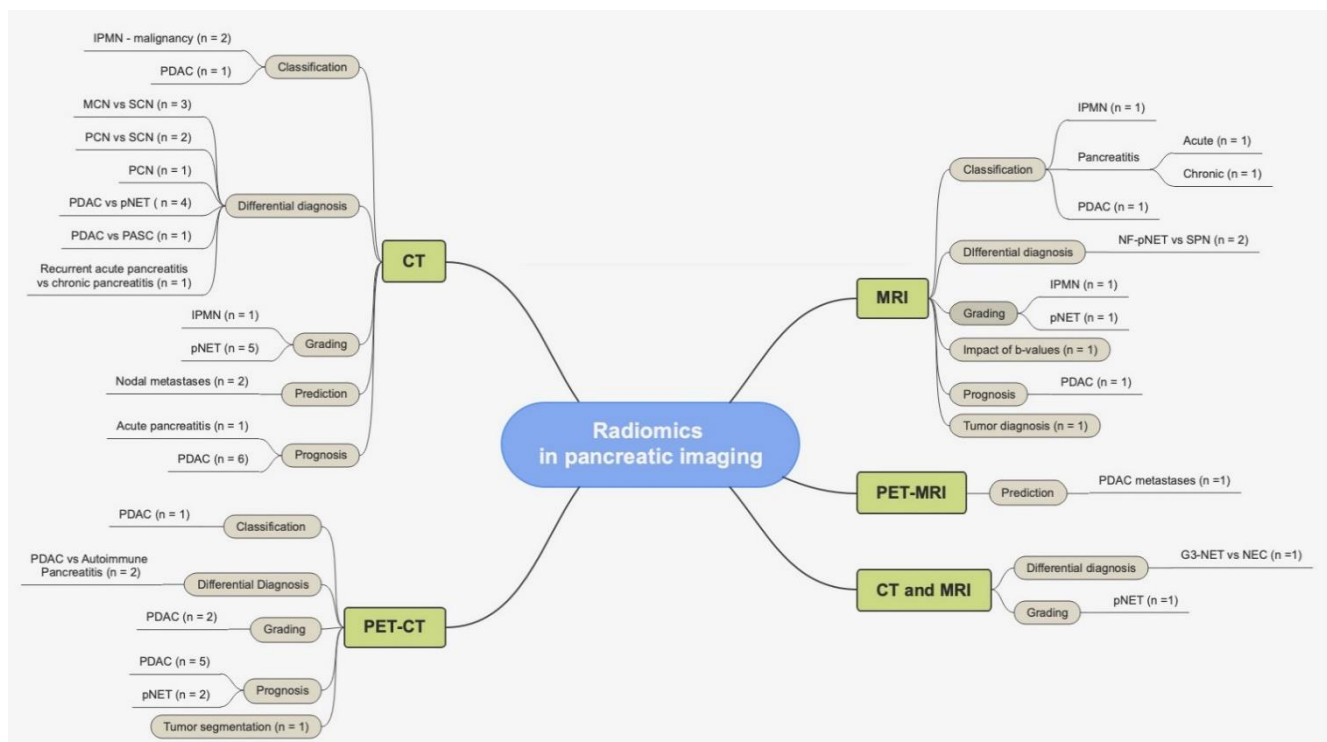 IPMN - malignancy (n = 2)
PDAC (n = 1)
Classification
MCN vs SCN (n = 3)
PCN vs SCN (n = 2)
PCN (n = 1)
PDAC vs pNET ( n = 4)
PDAC vs PASC (n = 1)
Recurrent acute pancreatitis
vs chronic pancreatitis (n = 1)
Differential diagnosis
IPMN (n = 1)
pNET (n = 5)
Grading
Nodal metastases (n = 2)
Prediction
Acute pancreatitis (n = 1)
PDAC (n = 6)
Prognosis
CT
PDAC (n = 1)
Classification
PDAC vs Autoimmune
Pancreatitis (n = 2)
Differential Diagnosis
PDAC (n = 2)
Grading
PDAC (n = 5)
pNET (n = 2)
Prognosis
Tumor segmentation (n = 1)
PET-CT
Radiomics
in pancreatic imaging
MRI
Classification
IPMN (n = 1)
Pancreatitis
Acute (n = 1)
Chronic (n = 1)
PDAC (n = 1)
DIfferential diagnosis
NF-pNET vs SPN (n = 2)
Grading
IPMN (n = 1)
pNET (n = 1)
Impact of b-values (n = 1)
Prognosis
PDAC (n = 1)
Tumor diagnosis (n = 1)
PET-MRI
Prediction
PDAC metastases (n =1)
CT and MRI
Differential diagnosis
G3-NET vs NEC (n =1)
Grading
pNET (n =1)